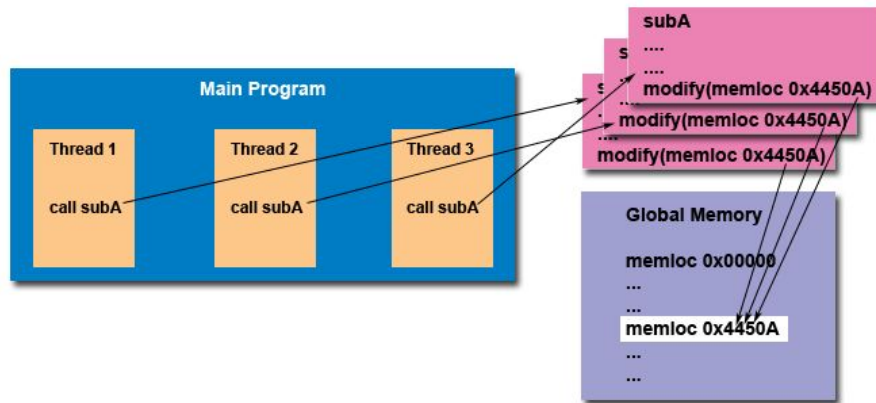 Main Program
Thread 1
call subA
Thread 2
call subA
Thread 3
call subA
subA
....
....
modify(memloc 0x4450A)
s
....
modify(memloc 0x4450A)
s
....
modify(memloc 0x4450A)
Global Memory
memloc 0x00000
...
...
memloc 0x4450A
...
...